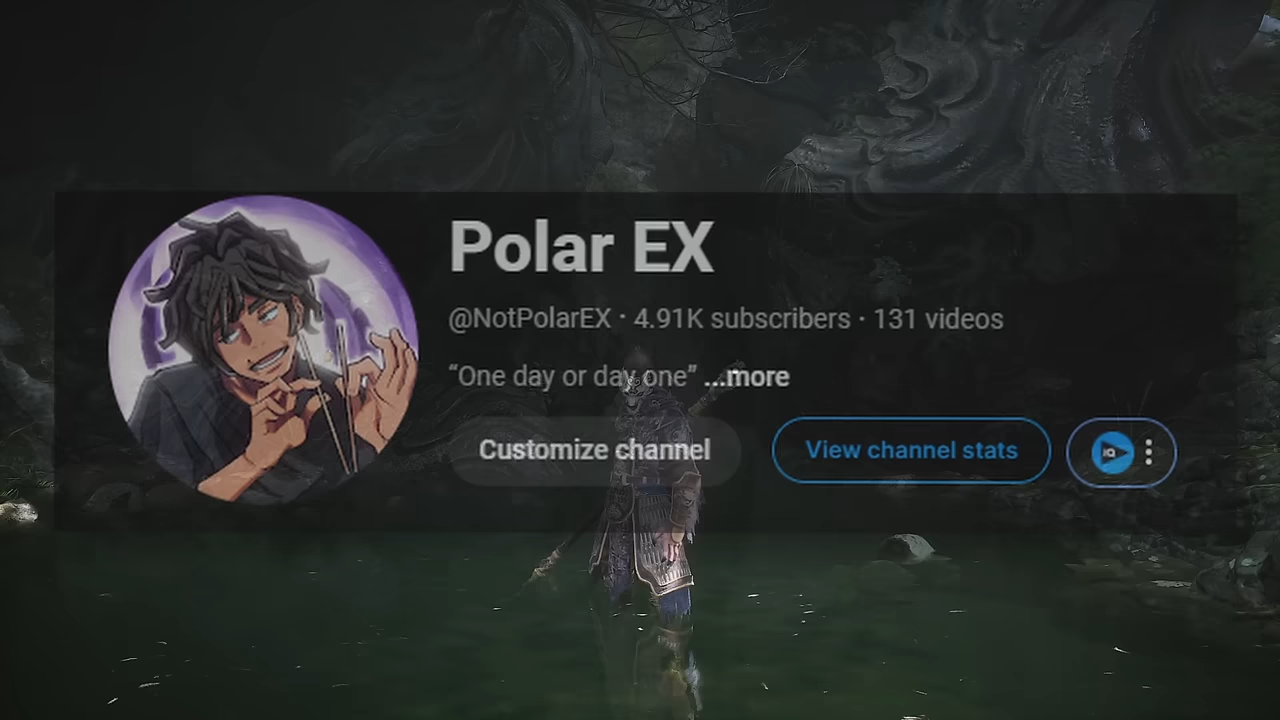 Polar EX
@NotPolarEX · 4.91K subscribers · 131 videos
“One day or day one” ...more
Customize channel
View channel stats
IQ